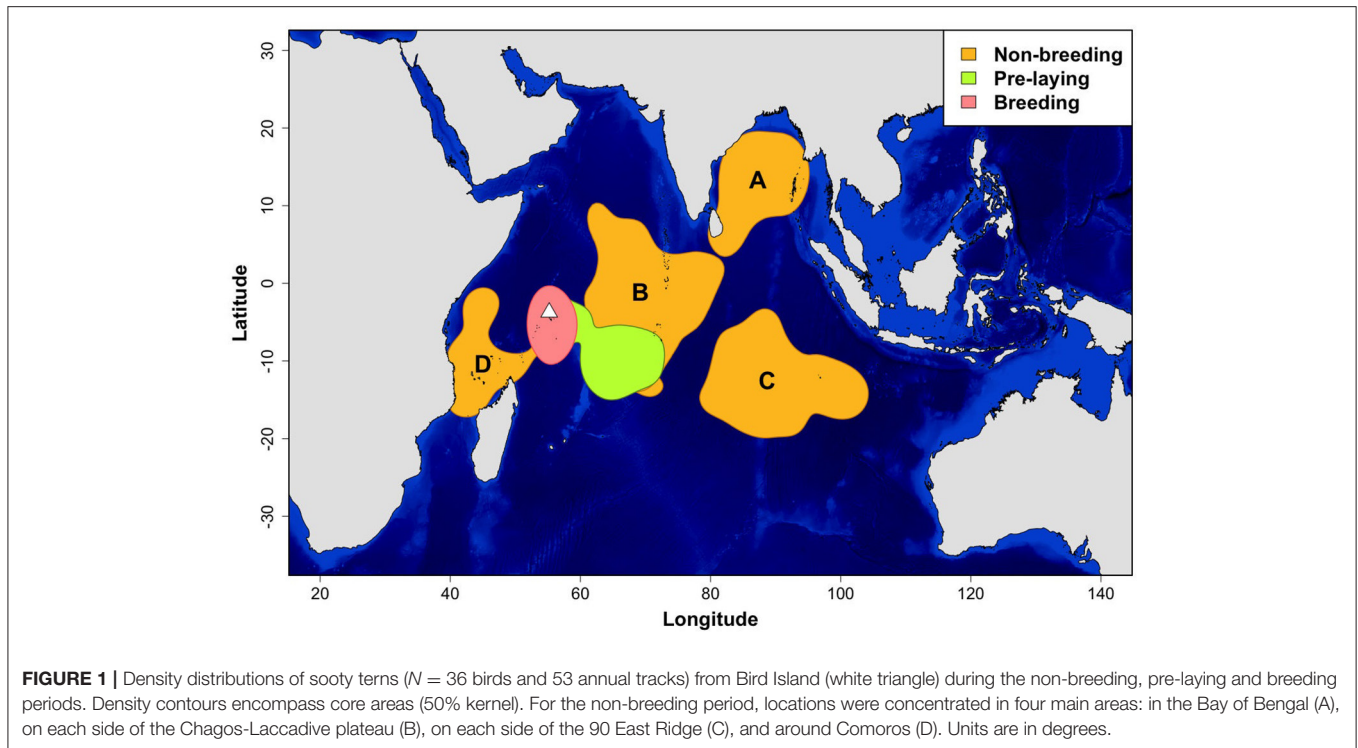 Non-breeding
Pre-laying
Breeding
30
20
10
0
-10
-20
-30
Latitude
A
B
C
D
20
40
60
80
100
120
140
Longitude
FIGURE 1 | Density distributions of sooty terns (N = 36 birds and 53 annual tracks) from Bird Island (white triangle) during the non-breeding, pre-laying and breeding
periods. Density contours encompass core areas (50% kernel). For the non-breeding period, locations were concentrated in four main areas: in the Bay of Bengal (A),
on each side of the Chagos-Laccadive plateau (B), on each side of the 90 East Ridge (C), and around Comoros (D). Units are in degrees.